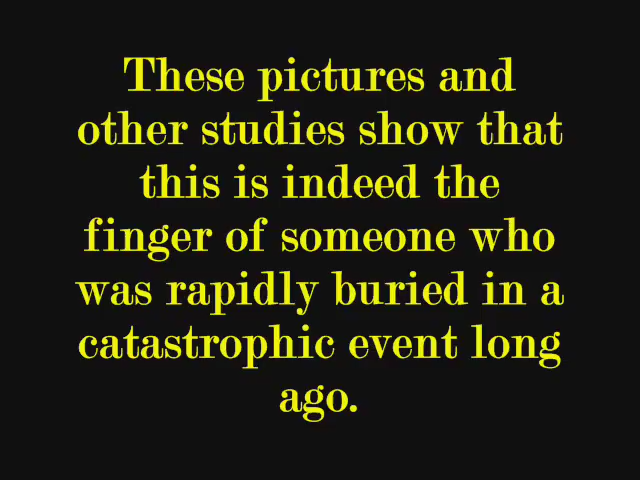 These pictures and
other studies show that
this is indeed the
finger of someone who
was rapidly buried in a
catastrophic event long
ago.